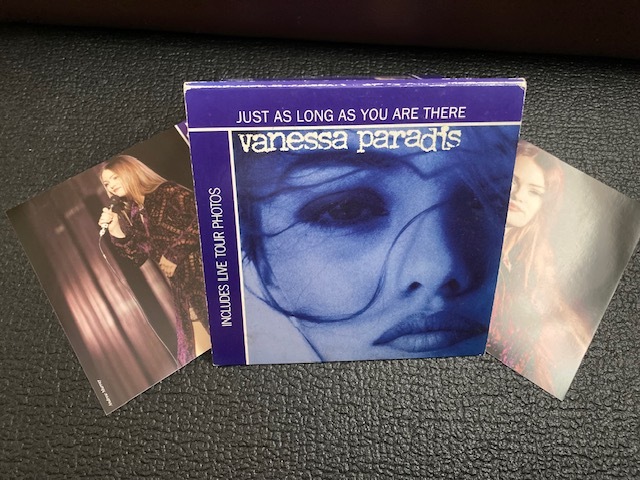 JUST AS LONG AS YOU ARE THERE
vanessa paradis
INCLUDES LIVE TOUR PHOTOS